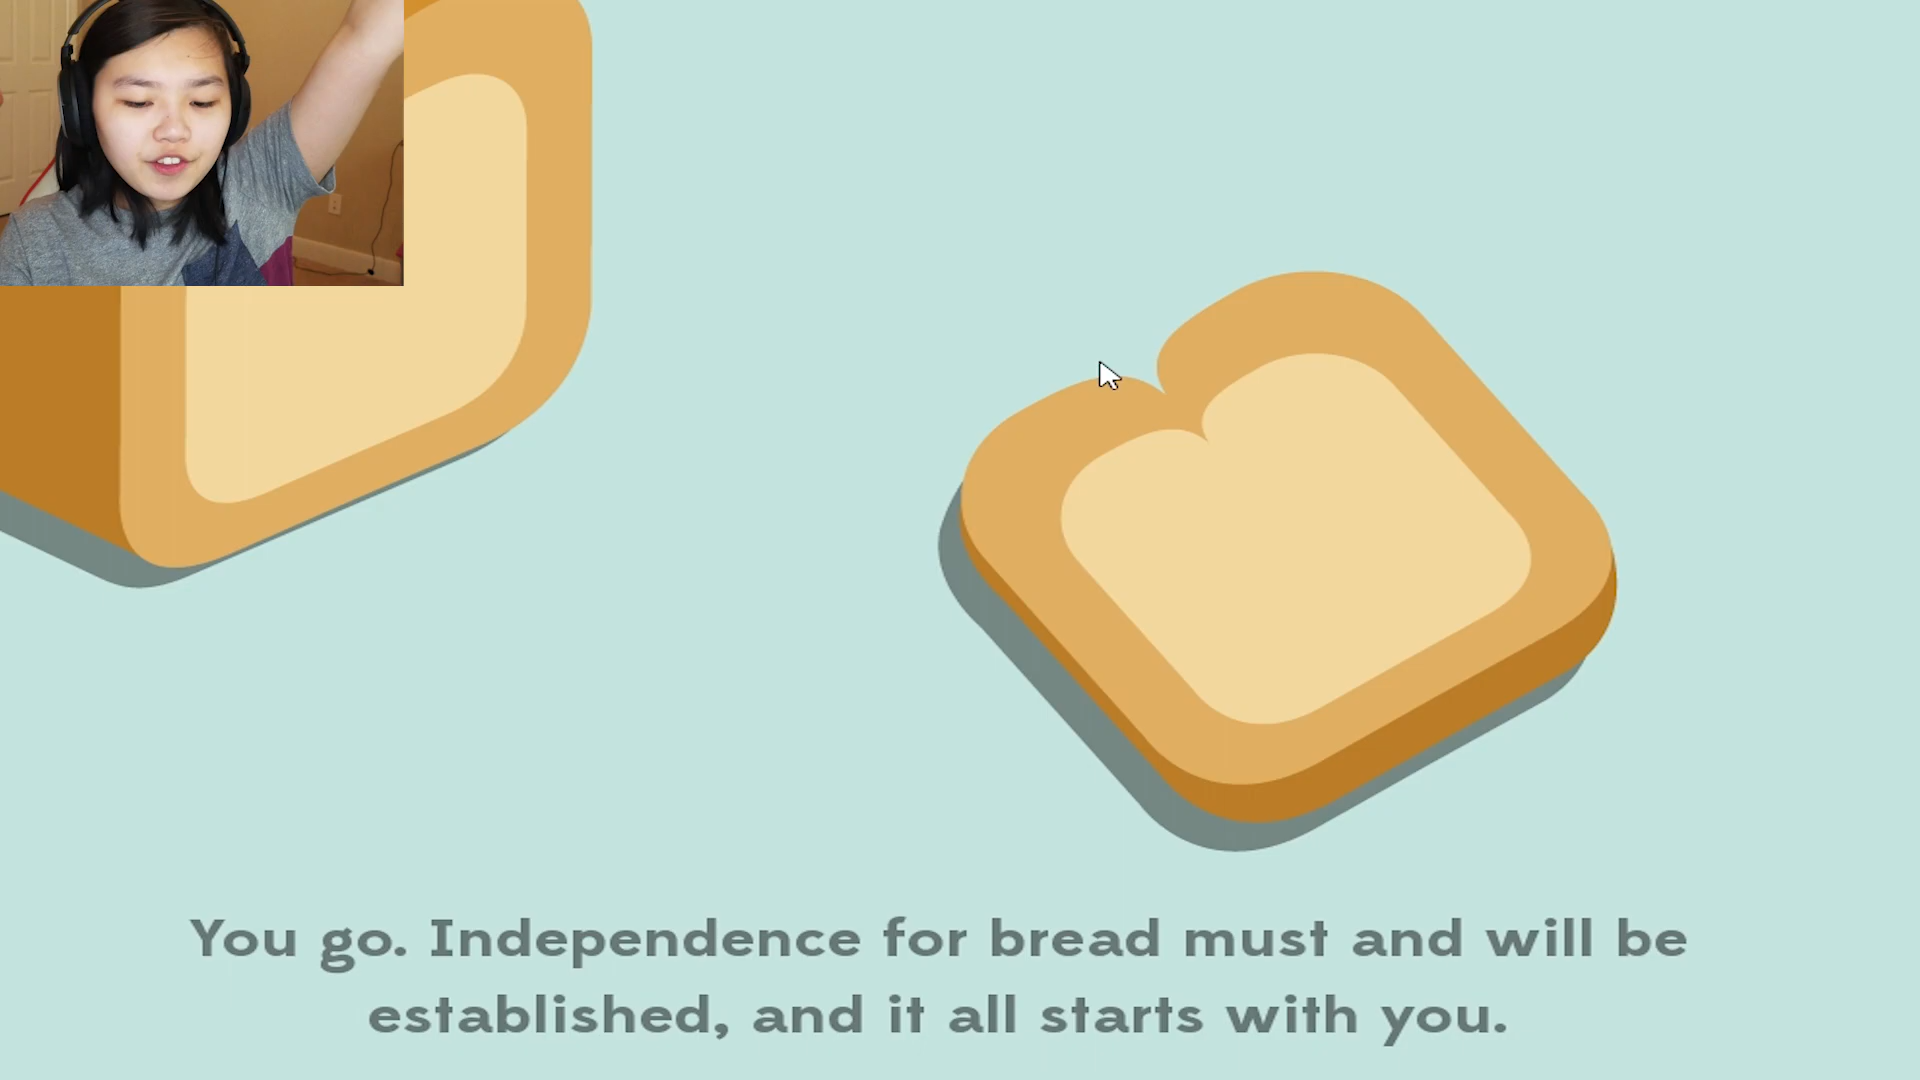 You go. Independence for bread must and will be
established, and it all starts with you.